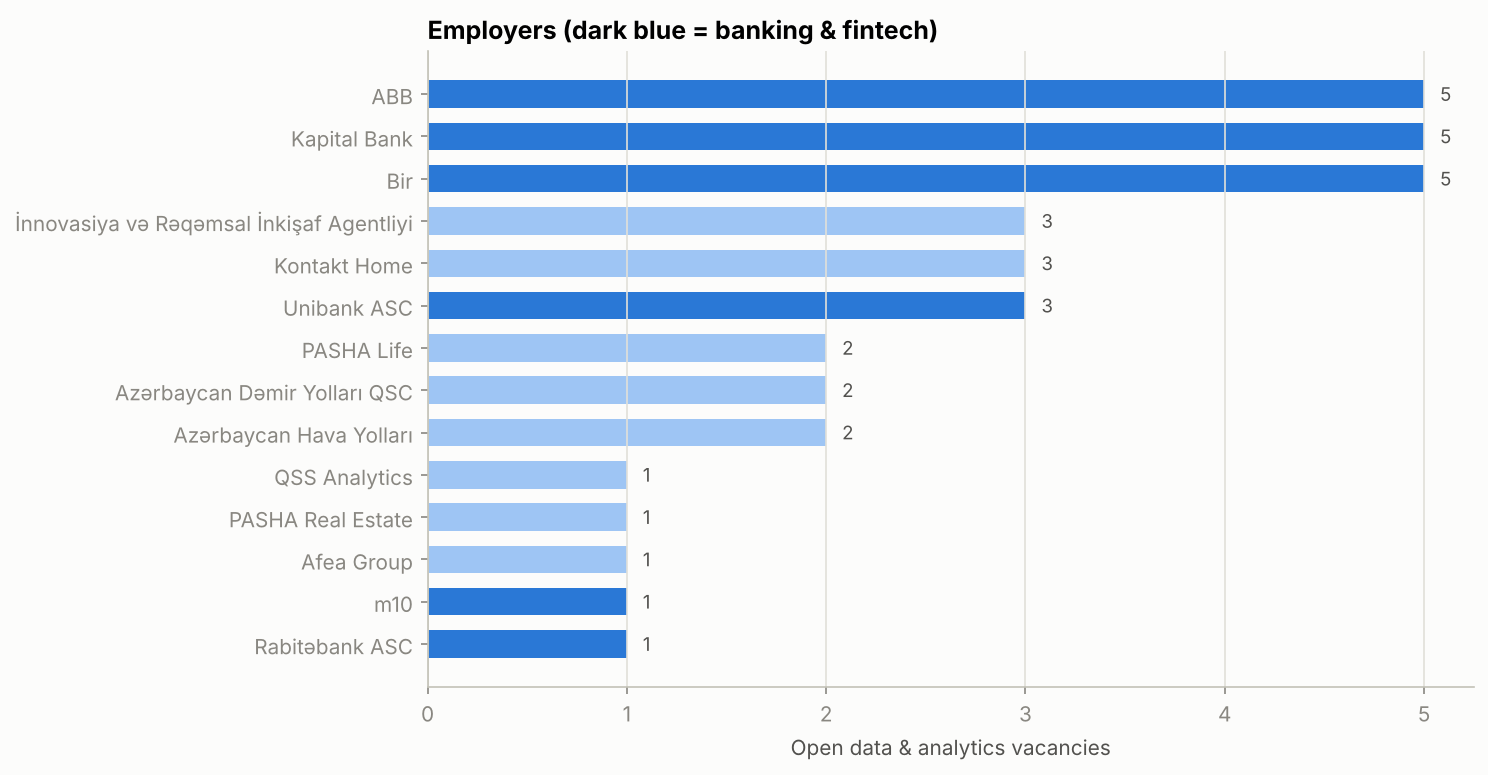 Employers (dark blue = banking & fintech)
ABB 5
Kapital Bank 5
Bir 5
İnnovasiya və Rəqəmsal İnkişaf Agentliyi 3
Kontakt Home 3
Unibank ASC 3
PASHA Life 2
Azərbaycan Dəmir Yolları QSC 2
Azərbaycan Hava Yolları 2
QSS Analytics 1
PASHA Real Estate 1
Afea Group 1
m10 1
Rabitəbank ASC 1
0 1 2 3 4 5
Open data & analytics vacancies